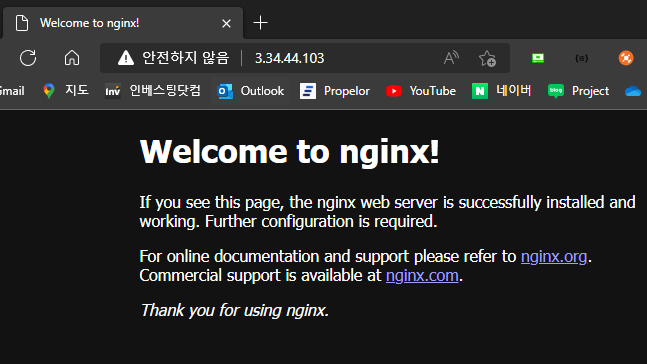 Welcome to nginx!
안전하지 않음 3.34.44.103
Gmail 지도 inv 인베스팅닷컴 Outlook Propelor YouTube N 네이버 blog Project
Welcome to nginx!
If you see this page, the nginx web server is successfully installed and
working. Further configuration is required.
For online documentation and support please refer to nginx.org.
Commercial support is available at nginx.com.
Thank you for using nginx.